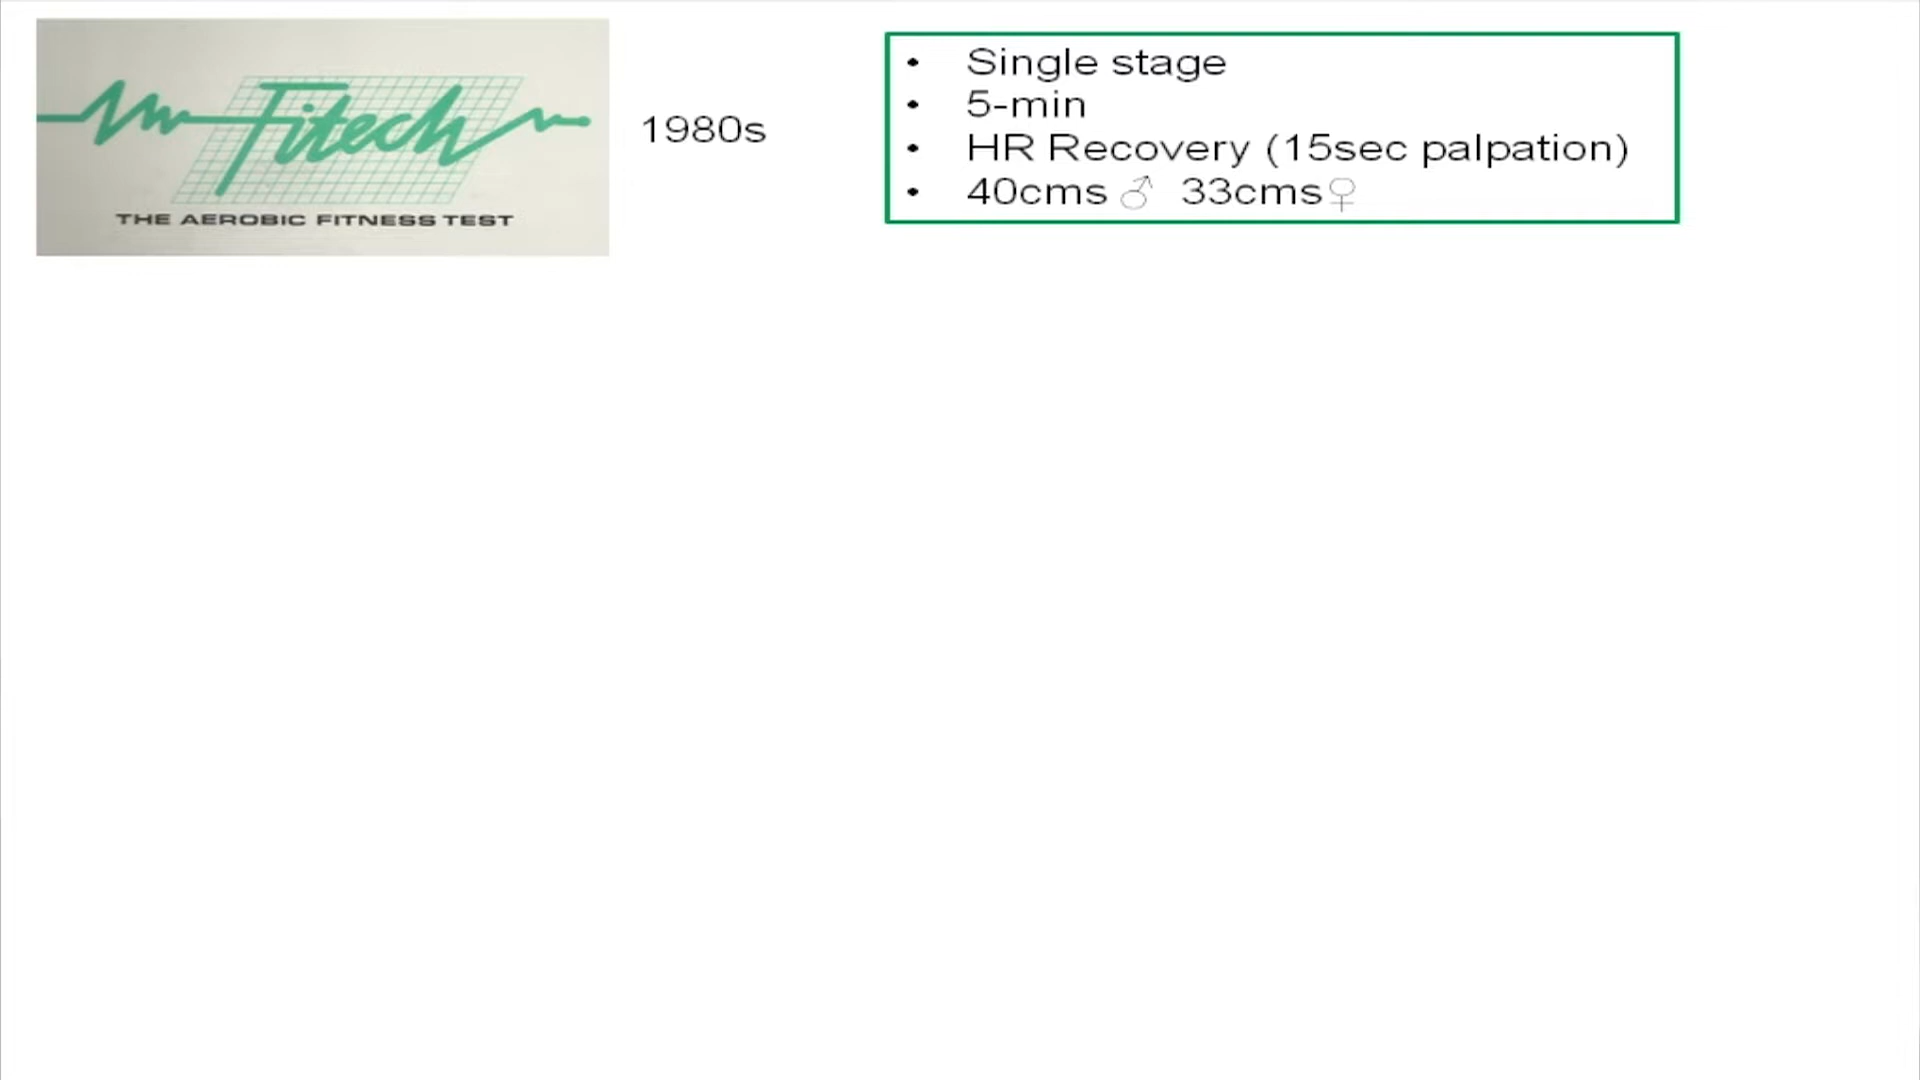 Fitech
THE AEROBIC FITNESS TEST
1980s
• Single stage
• 5-min
• HR Recovery (15sec palpation)
• 40cms ♂ 33cms♀